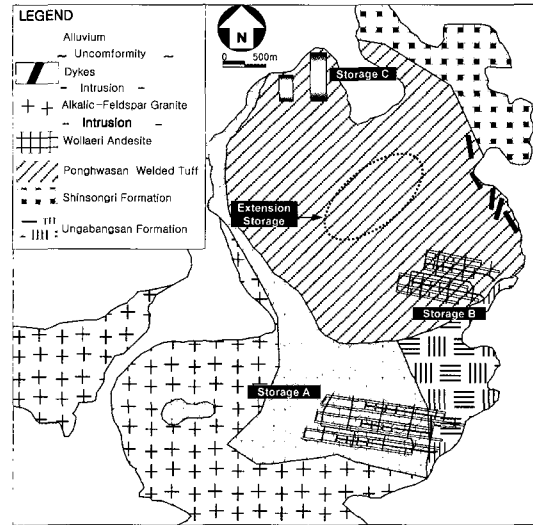 LEGEND
Alluvium
~ Uncomformity ~
Dykes
- Intrusion -
Alkalic-Feldspar Granite
- Intrusion -
Wollaeri Andesite
Ponghwasan Welded Tuff
Shinsongri Formation
Ungabangsan Formation
N
0 500m
Storage C
Extension
Storage
Storage B
Storage A